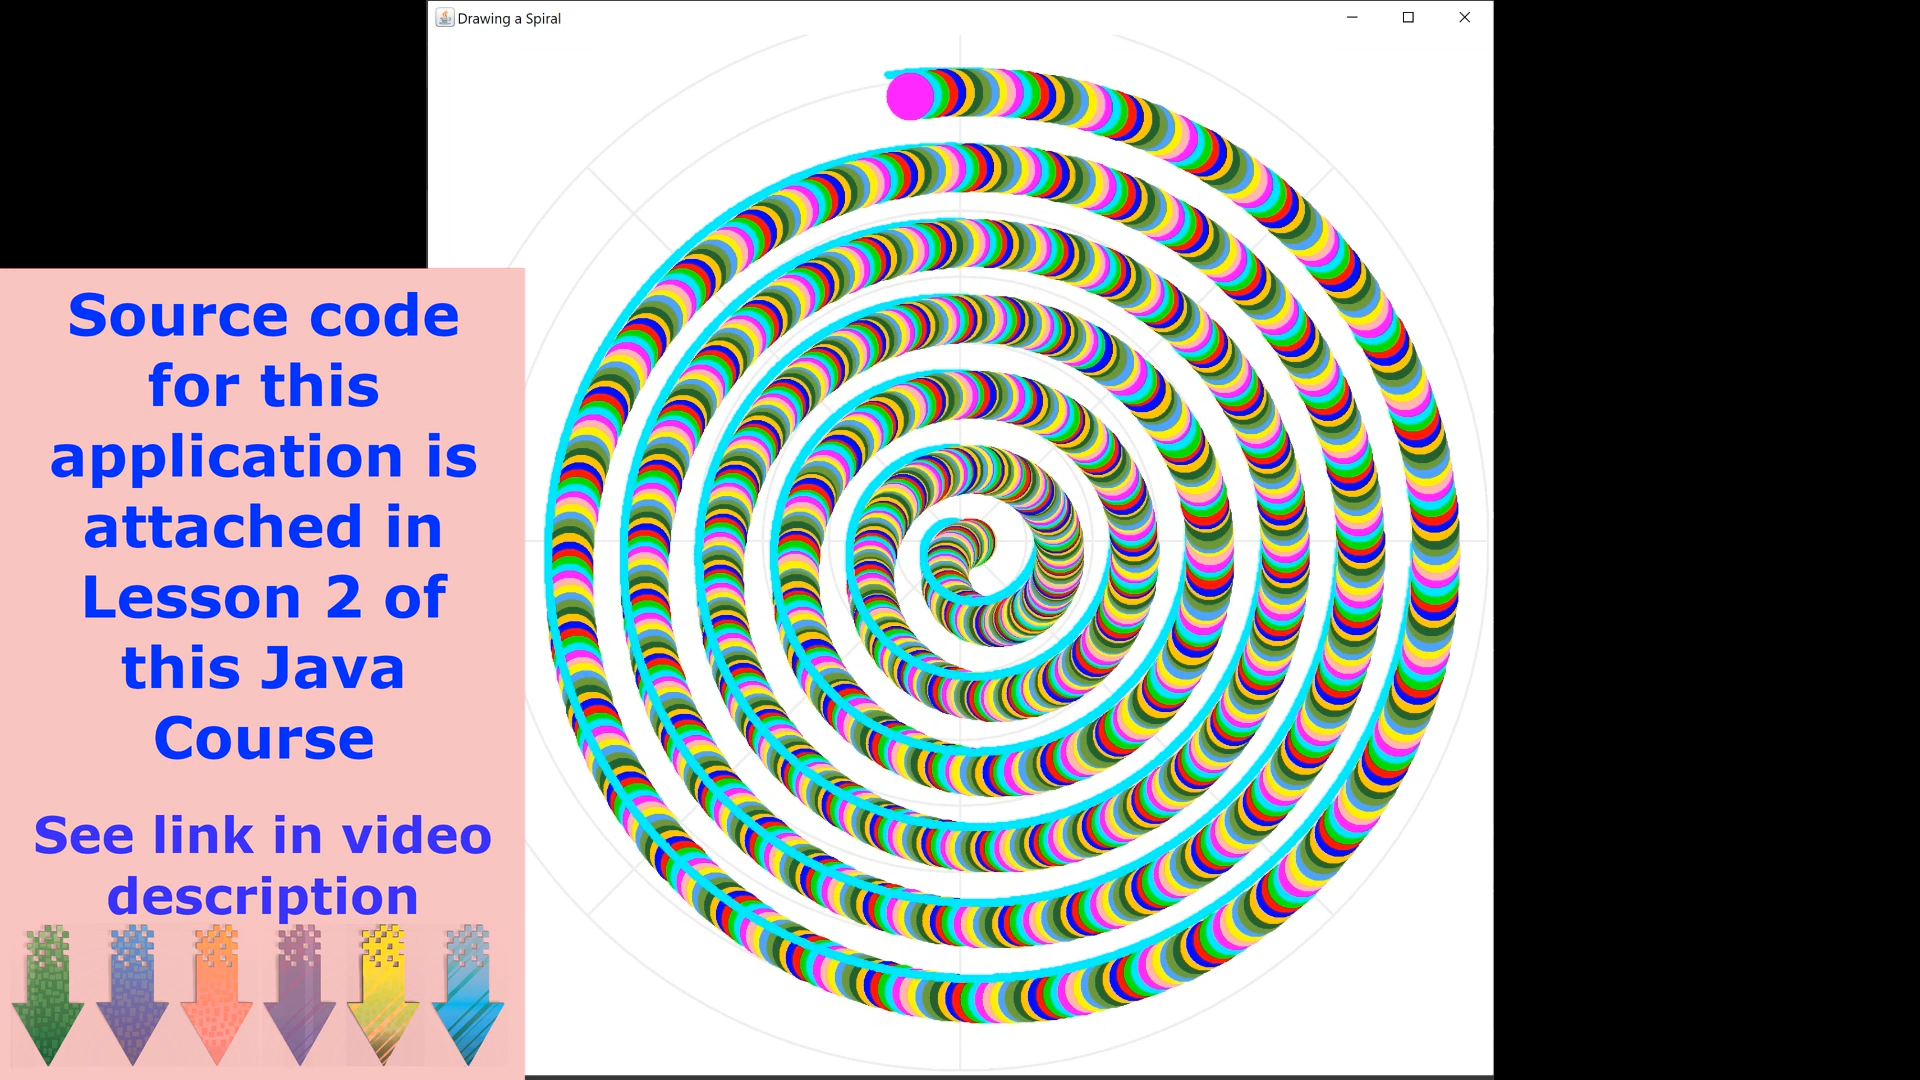 Drawing a Spiral
Source code
for this
application is
attached in
Lesson 2 of
this Java
Course
See link in video
description